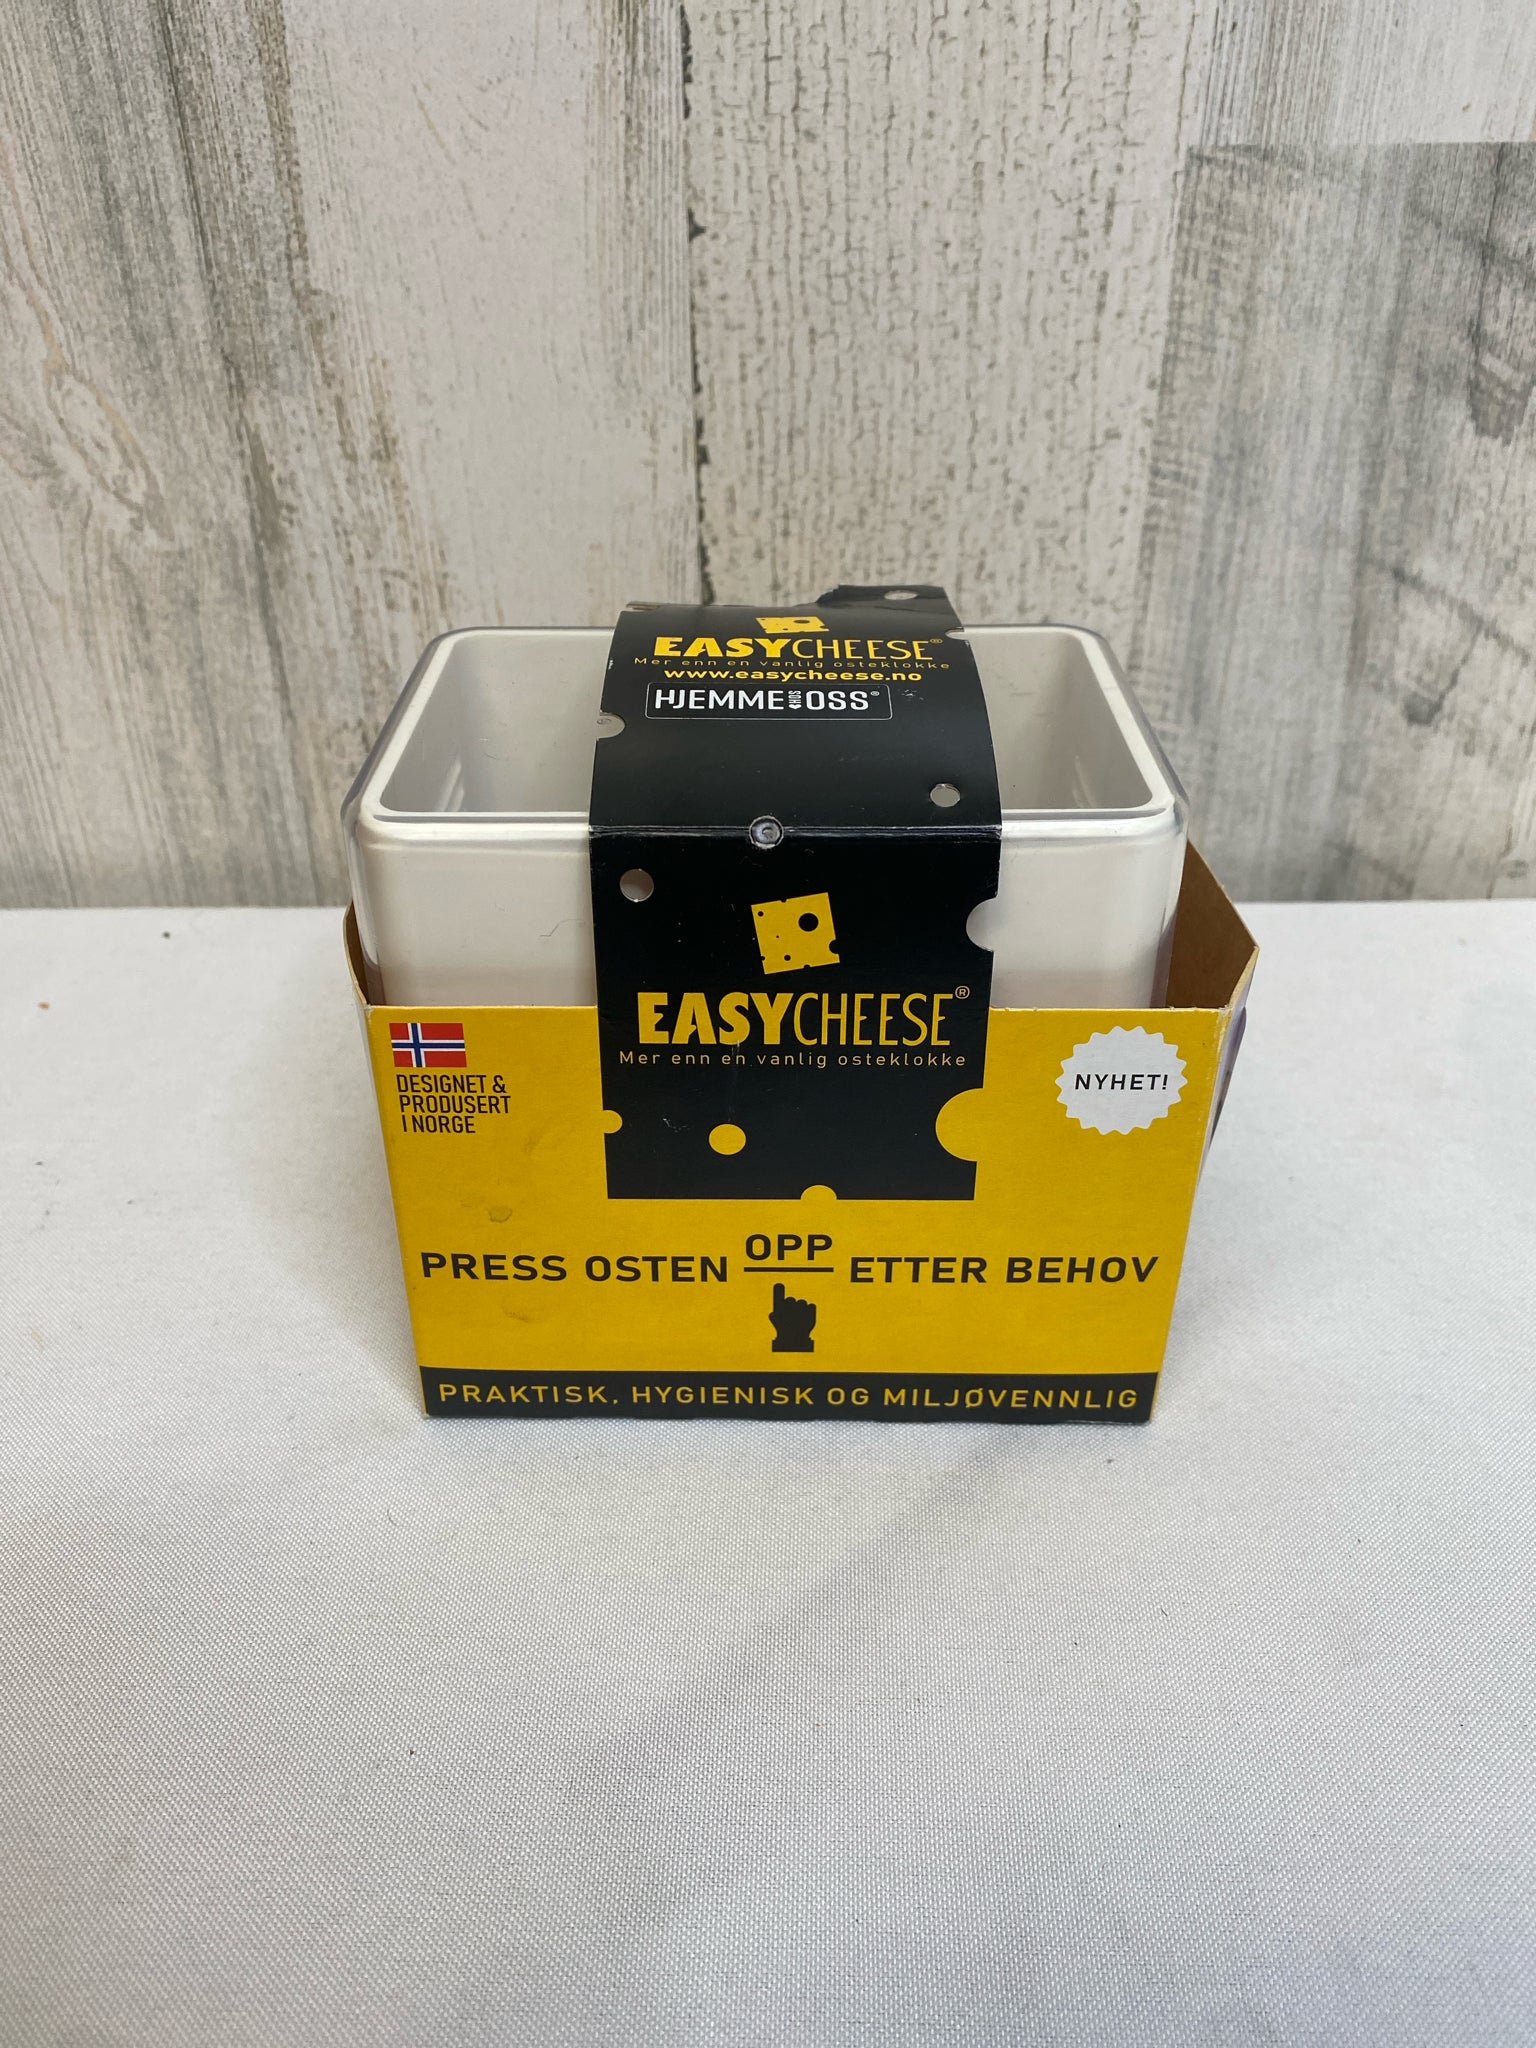 EASYCHEESE®
Mer enn en vanlig osteklokke
www.easycheese.no
HJEMME HOS OSS®
EASYCHEESE®
Mer enn en vanlig osteklokke
DESIGNET &
PRODUSERT
I NORGE
NYHET!
PRESS OSTEN OPP ETTER BEHOV
PRAKTISK, HYGIENISK OG MILJØVENNLIG